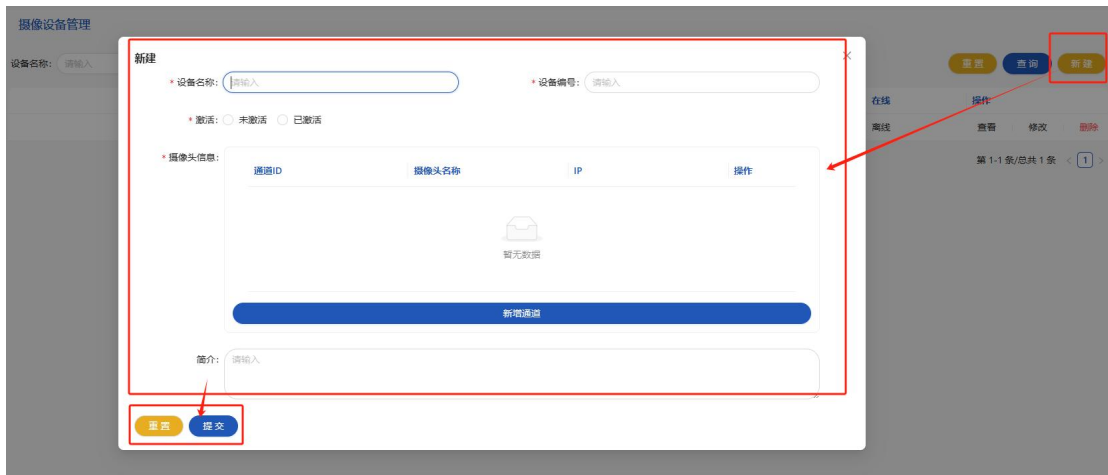 摄像设备管理
设备名称: 请输入
重置 查询 新建
在线 操作
离线 查看 修改 删除
第 1-1 条/总共 1 条 < 1 >
新建
* 设备名称: 请输入 * 设备编号: 请输入
* 激活: 未激活 已激活
* 摄像头信息:
通道ID 摄像头名称 IP 操作
暂无数据
新增通道
简介: 请输入
重置 提交